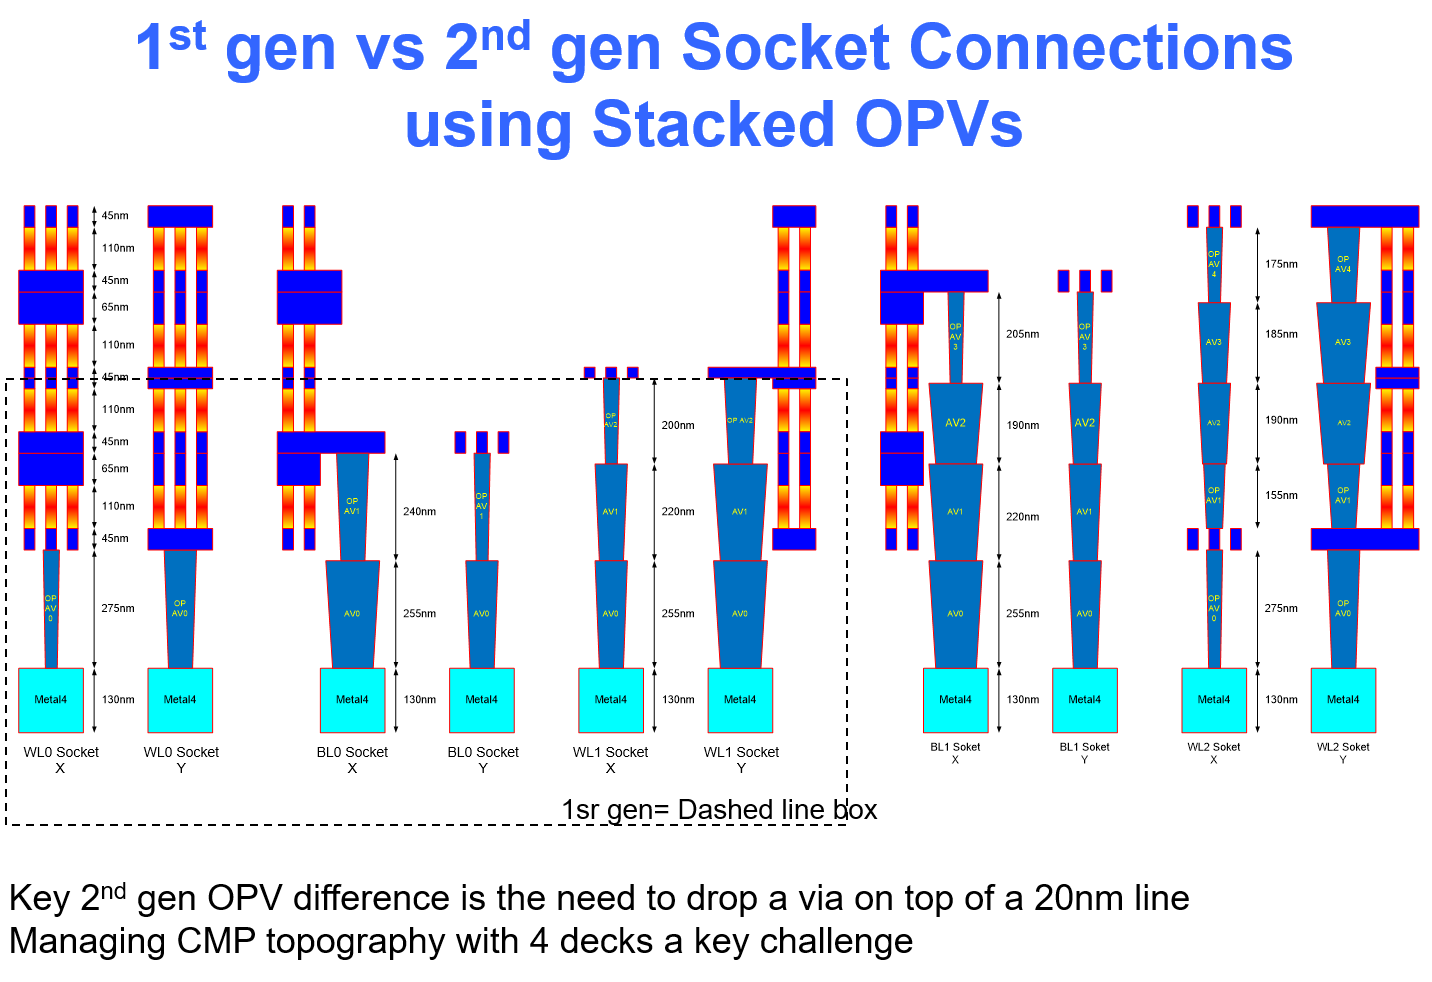 1st gen vs 2nd gen Socket Connections
using Stacked OPVs
45nm
110nm
45nm
65nm
110nm
45nm
110nm
45nm
65nm
110nm
45nm
275nm
130nm
OP
AV
0
Metal4
WL0 Socket
X
OP
AV0
Metal4
WL0 Socket
Y
OP
AV1
240nm
AV0
255nm
Metal4
130nm
BL0 Socket
X
OP
AV
1
AV0
Metal4
BL0 Socket
Y
OP
AV2
200nm
AV1
220nm
AV0
255nm
Metal4
130nm
WL1 Socket
X
OP AV2
AV1
AV0
Metal4
WL1 Socket
Y
OP
AV
3
205nm
AV2
190nm
AV1
220nm
AV0
255nm
Metal4
130nm
BL1 Soket
X
OP
AV
3
AV2
AV1
AV0
Metal4
BL1 Soket
Y
OP
AV
4
175nm
AV3
185nm
AV2
190nm
OP
AV1
155nm
OP
AV
0
275nm
Metal4
130nm
WL2 Soket
X
OP
AV4
AV3
AV2
OP
AV1
OP
AV0
Metal4
WL2 Soket
Y
1sr gen= Dashed line box
Key 2nd gen OPV difference is the need to drop a via on top of a 20nm line
Managing CMP topography with 4 decks a key challenge